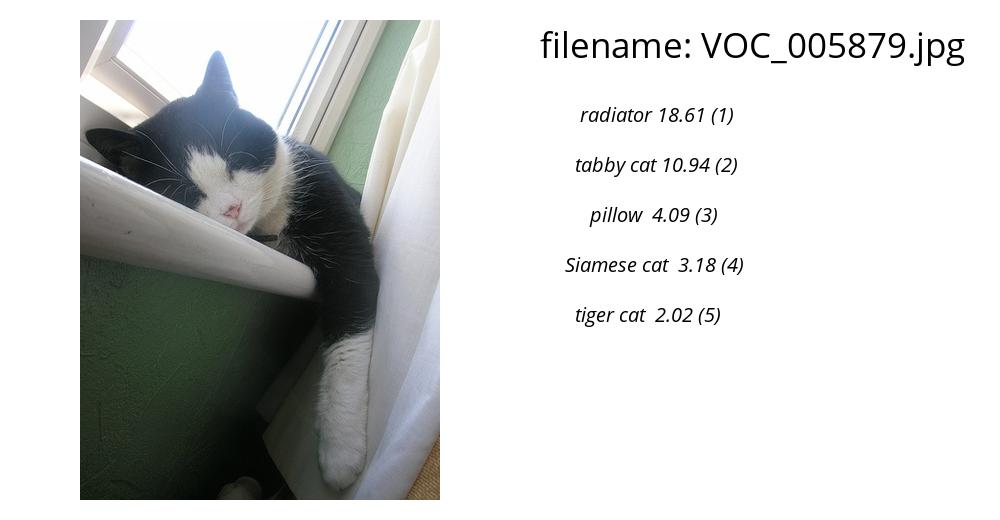 filename: VOC_005879.jpg
radiator 18.61 (1)
tabby cat 10.94 (2)
pillow 4.09 (3)
Siamese cat 3.18 (4)
tiger cat 2.02 (5)